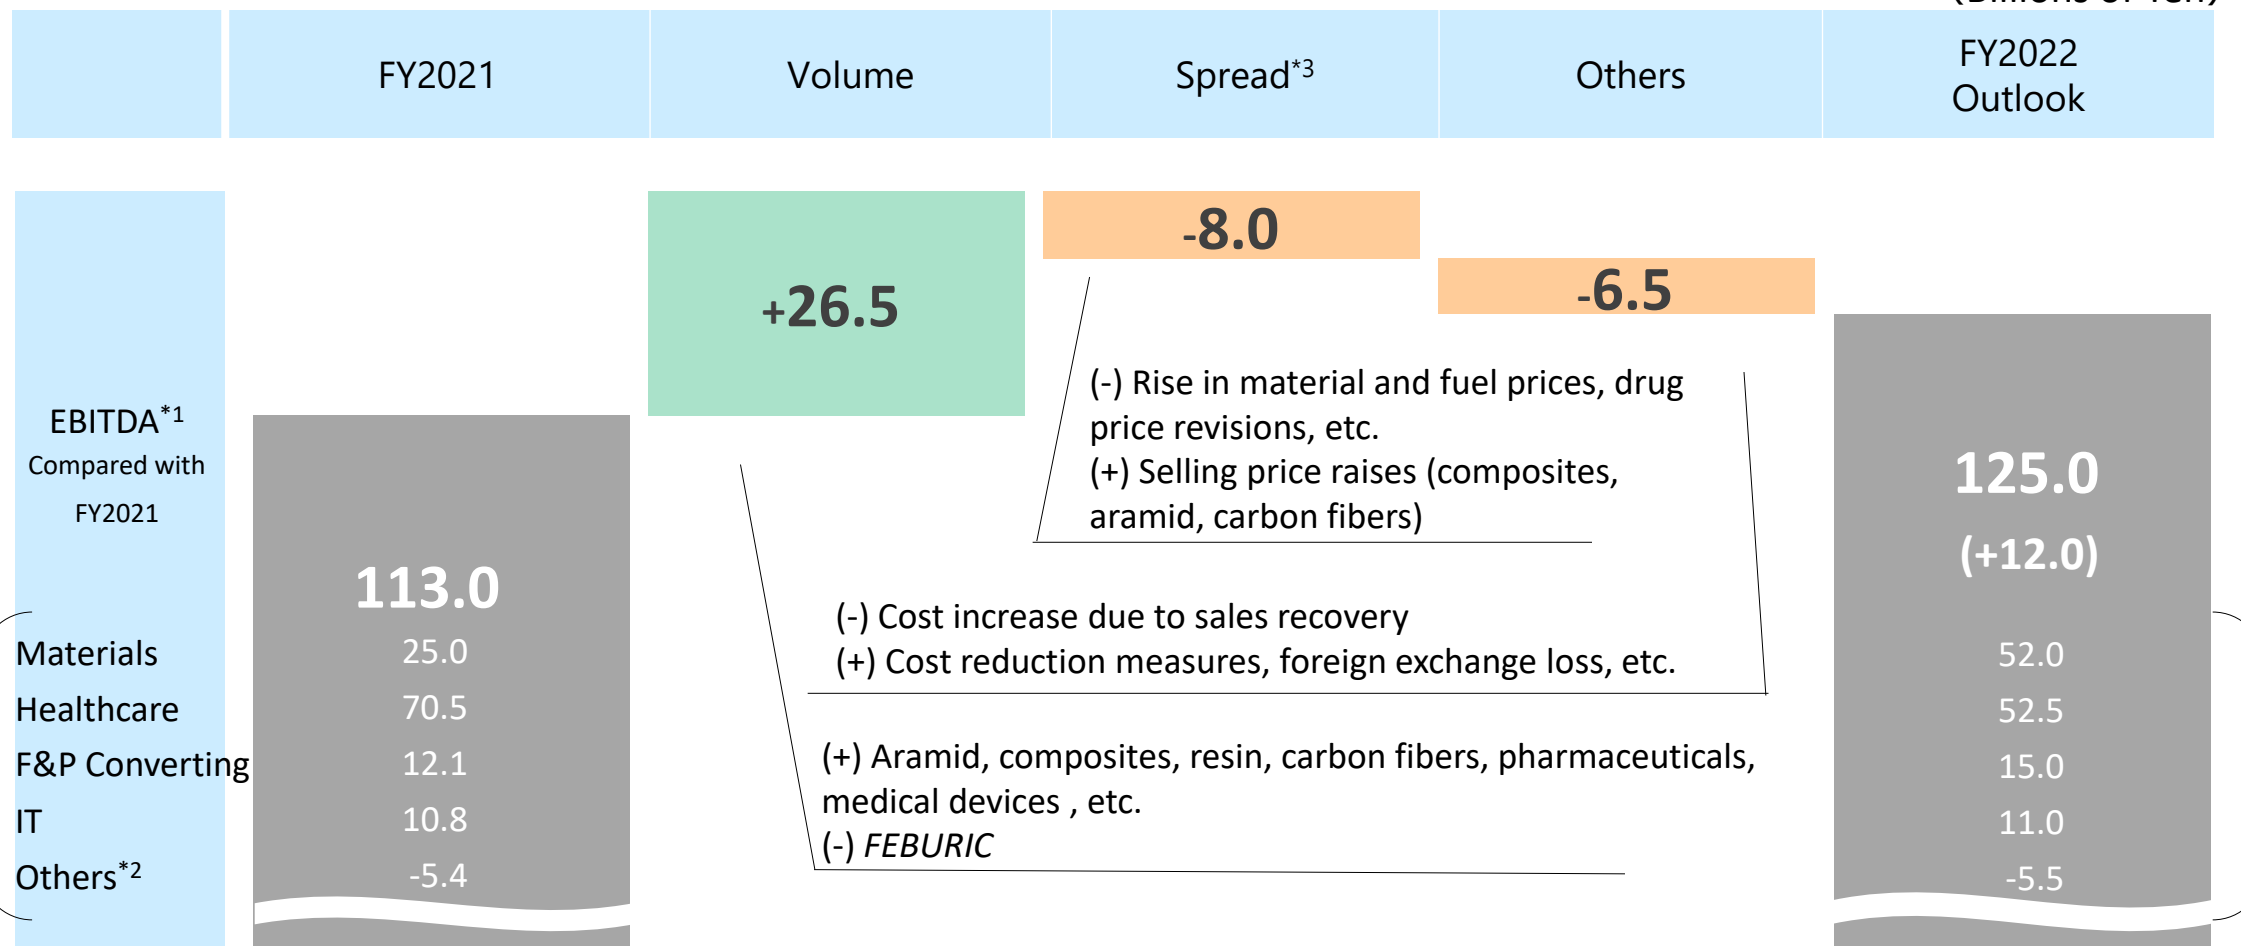 (Billions of Yen)
FY2021
Volume
Spread*3
Others
FY2022
Outlook
-8.0
+26.5
-6.5
(-) Rise in material and fuel prices, drug
price revisions, etc.
(+) Selling price raises (composites,
aramid, carbon fibers)
EBITDA*1
Compared with
FY2021
125.0
(+12.0)
113.0
(-) Cost increase due to sales recovery
(+) Cost reduction measures, foreign exchange loss, etc.
Materials 25.0 52.0
Healthcare 70.5 52.5
F&P Converting 12.1 15.0
IT 10.8 11.0
Others*2 -5.4 -5.5
(+) Aramid, composites, resin, carbon fibers, pharmaceuticals,
medical devices , etc.
(-) FEBURIC